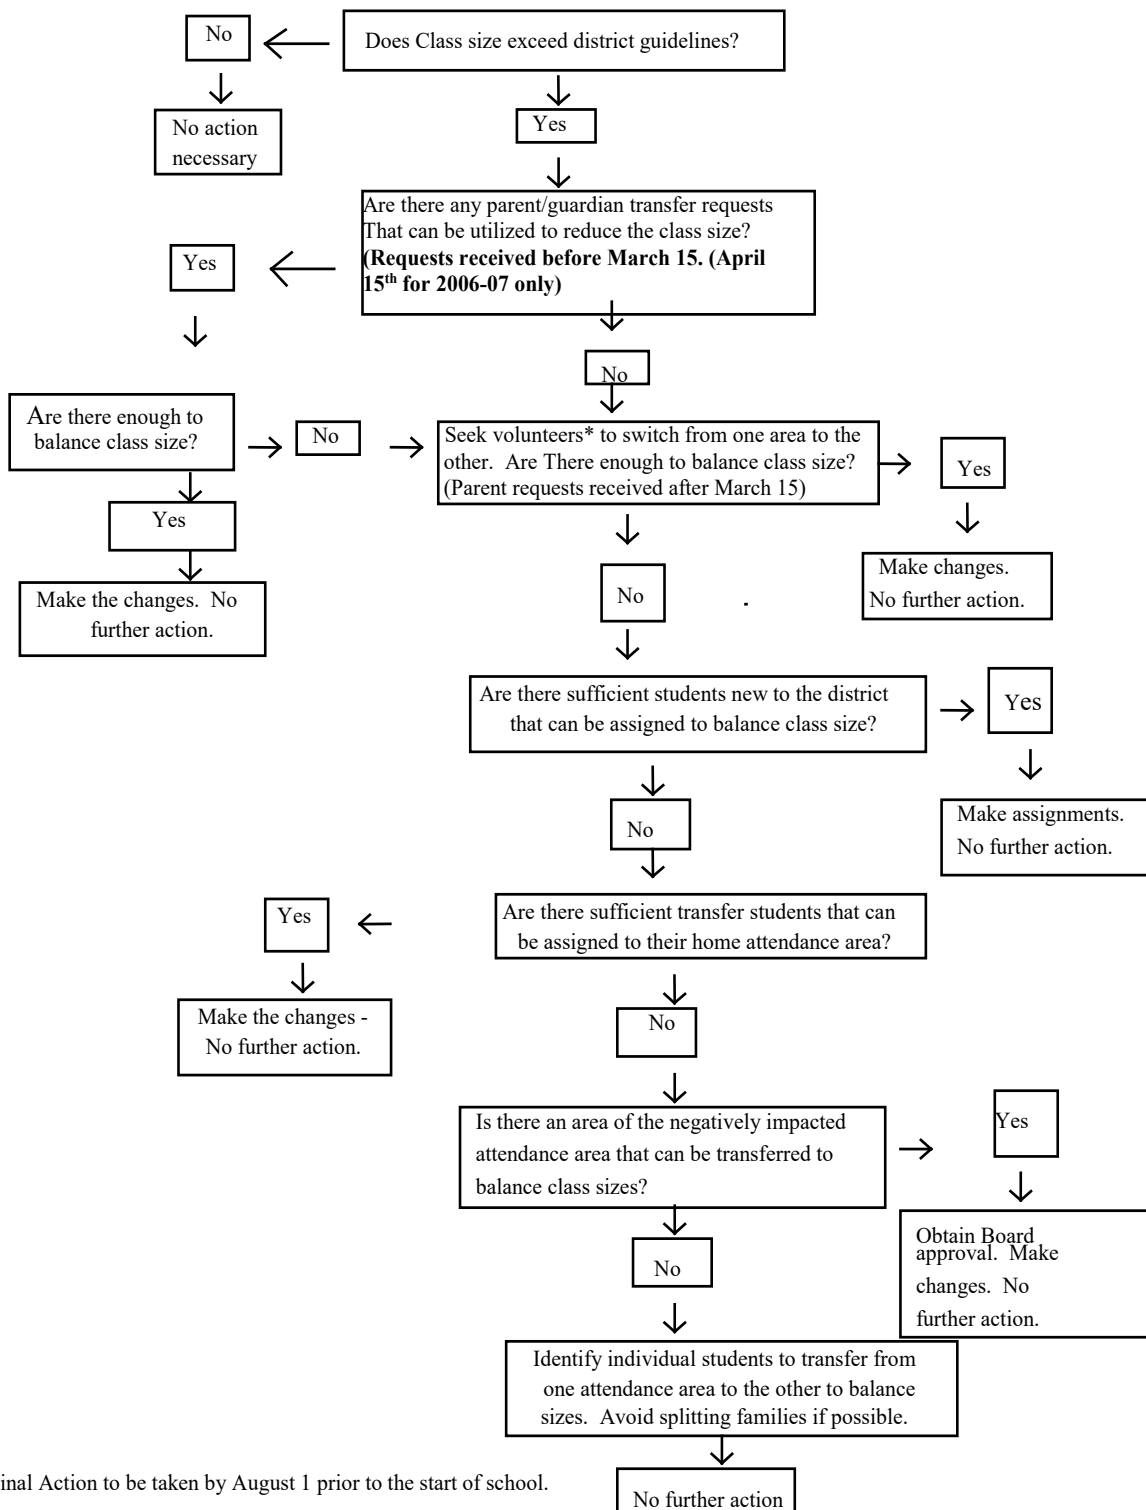 No
Does Class size exceed district guidelines?
No action
necessary
Yes
Are there any parent/guardian transfer requests
That can be utilized to reduce the class size?
(Requests received before March 15. (April
15th for 2006-07 only)
Yes
No
Are there enough to
balance class size?
No
Seek volunteers* to switch from one area to the
other. Are There enough to balance class size?
(Parent requests received after March 15)
Yes
Yes
Make the changes. No
further action.
No
.
Make changes.
No further action.
Are there sufficient students new to the district
that can be assigned to balance class size?
Yes
No
Make assignments.
No further action.
Yes
Are there sufficient transfer students that can
be assigned to their home attendance area?
Make the changes -
No further action.
No
Is there an area of the negatively impacted
attendance area that can be transferred to
balance class sizes?
Yes
No
Obtain Board
approval. Make
changes. No
further action.
Identify individual students to transfer from
one attendance area to the other to balance
sizes. Avoid splitting families if possible.
inal Action to be taken by August 1 prior to the start of school.
No further action